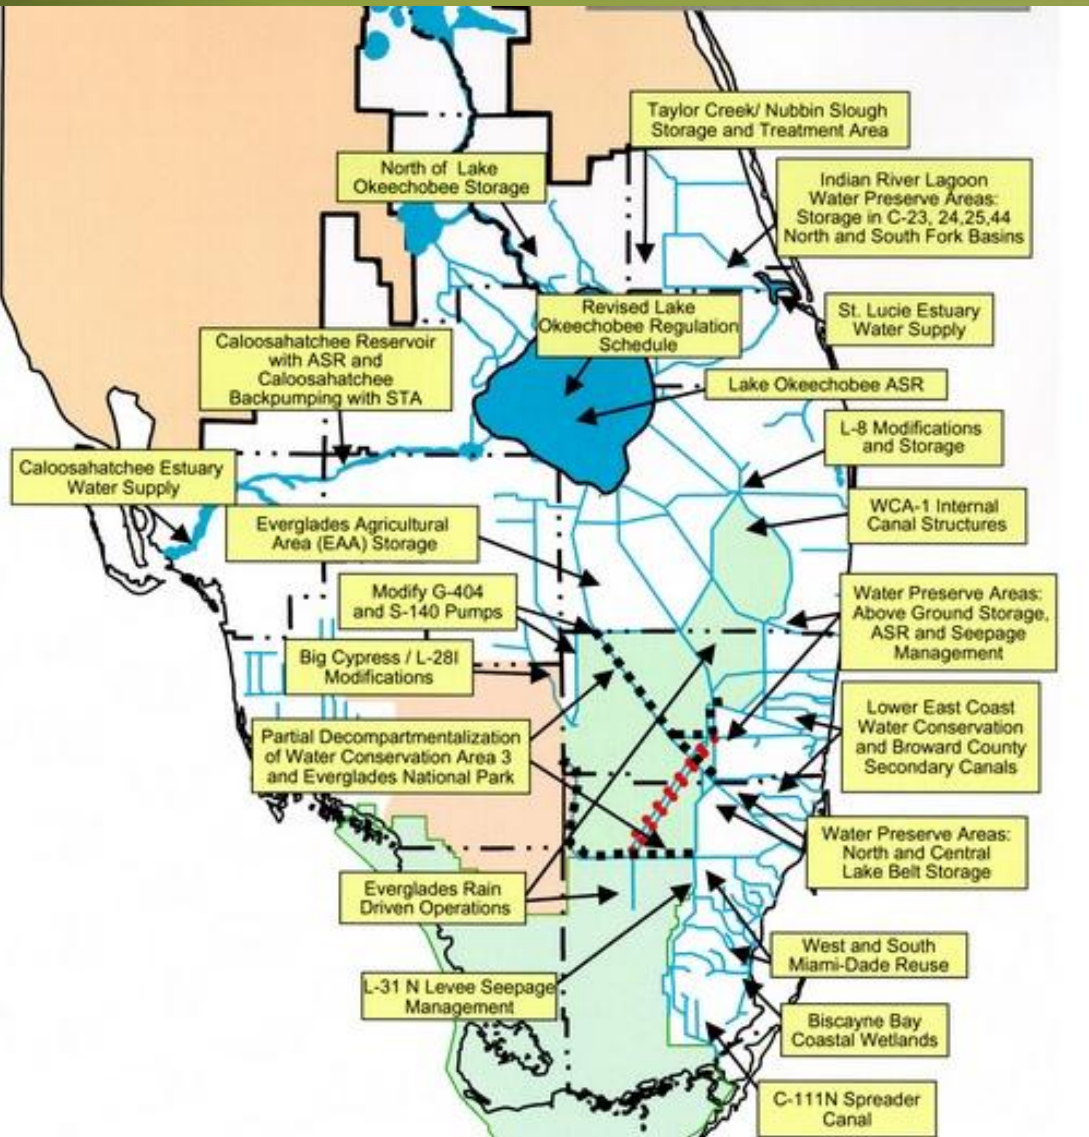 Taylor Creek/ Nubbin Slough
Storage and Treatment Area
North of Lake
Okeechobee Storage
Indian River Lagoon
Water Preserve Areas:
Storage in C-23, 24,25,44
North and South Fork Basins
Revised Lake
Okeechobee Regulation
Schedule
St. Lucie Estuary
Water Supply
Caloosahatchee Reservoir
with ASR and
Caloosahatchee
Backpumping with STA
Lake Okeechobee ASR
L-8 Modifications
and Storage
Caloosahatchee Estuary
Water Supply
WCA-1 Internal
Canal Structures
Everglades Agricultural
Area (EAA) Storage
Modify G-404
and S-140 Pumps
Water Preserve Areas:
Above Ground Storage,
ASR and Seepage
Management
Big Cypress / L-28I
Modifications
Lower East Coast
Water Conservation
and Broward County
Secondary Canals
Partial Decompartmentalization
of Water Conservation Area 3
and Everglades National Park
Water Preserve Areas:
North and Central
Lake Belt Storage
Everglades Rain
Driven Operations
West and South
Miami-Dade Reuse
L-31 N Levee Seepage
Management
Biscayne Bay
Coastal Wetlands
C-111N Spreader
Canal